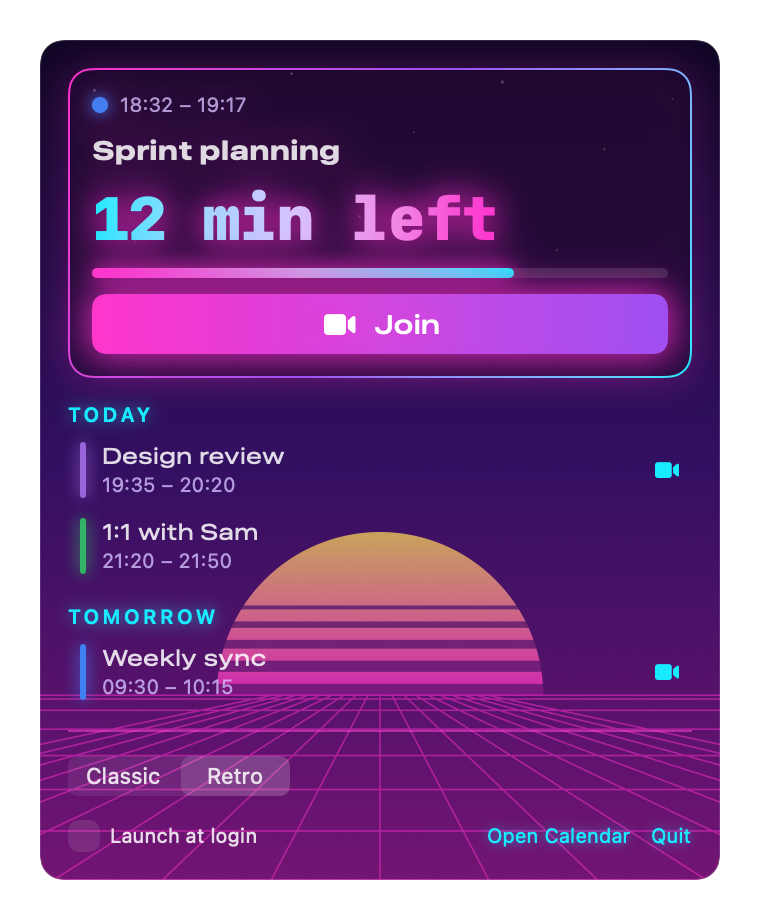 18:32 – 19:17
Sprint planning
12 min left
Join
TODAY
Design review
19:35 – 20:20
1:1 with Sam
21:20 – 21:50
TOMORROW
Weekly sync
09:30 – 10:15
Classic Retro
Launch at login Open Calendar Quit